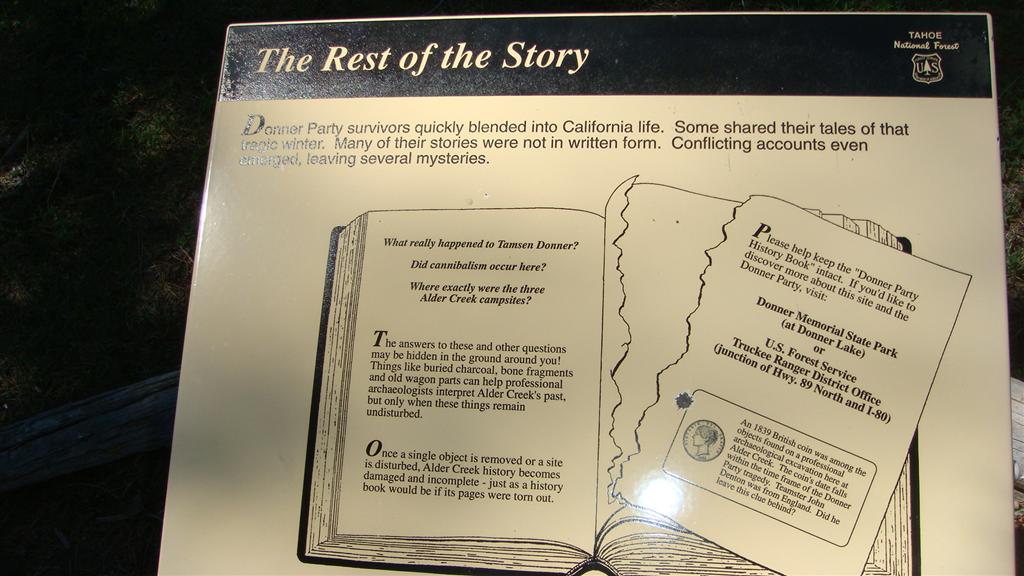 The Rest of the Story
TAHOE
National Forest
UAS
Donner Party survivors quickly blended into California life. Some shared their tales of that
tragic winter. Many of their stories were not in written form. Conflicting accounts even
emerged, leaving several mysteries.
What really happened to Tamsen Donner?
Did cannibalism occur here?
Where exactly were the three
Alder Creek campsites?
The answers to these and other questions
may be hidden in the ground around you!
Things like buried charcoal, bone fragments
and old wagon parts can help professional
archaeologists interpret Alder Creek's past,
but only when these things remain
undisturbed.
Once a single object is removed or a site
is disturbed, Alder Creek history becomes
damaged and incomplete - just as a history
book would be if its pages were torn out.
Please help keep the "Donner Party
History Book" intact. If you'd like to
discover more about this site and the
Donner Party, visit:
Donner Memorial State Park
(at Donner Lake)
or
U.S. Forest Service
Truckee Ranger District Office
(junction of Hwy. 89 North and I-80)
An 1839 British coin was among the
objects found on a professional
archaeological excavation here at
Alder Creek. The coin's date falls
within the time frame of the Donner
Party tragedy. Teamster John
Denton was from England. Did he
leave this clue behind?